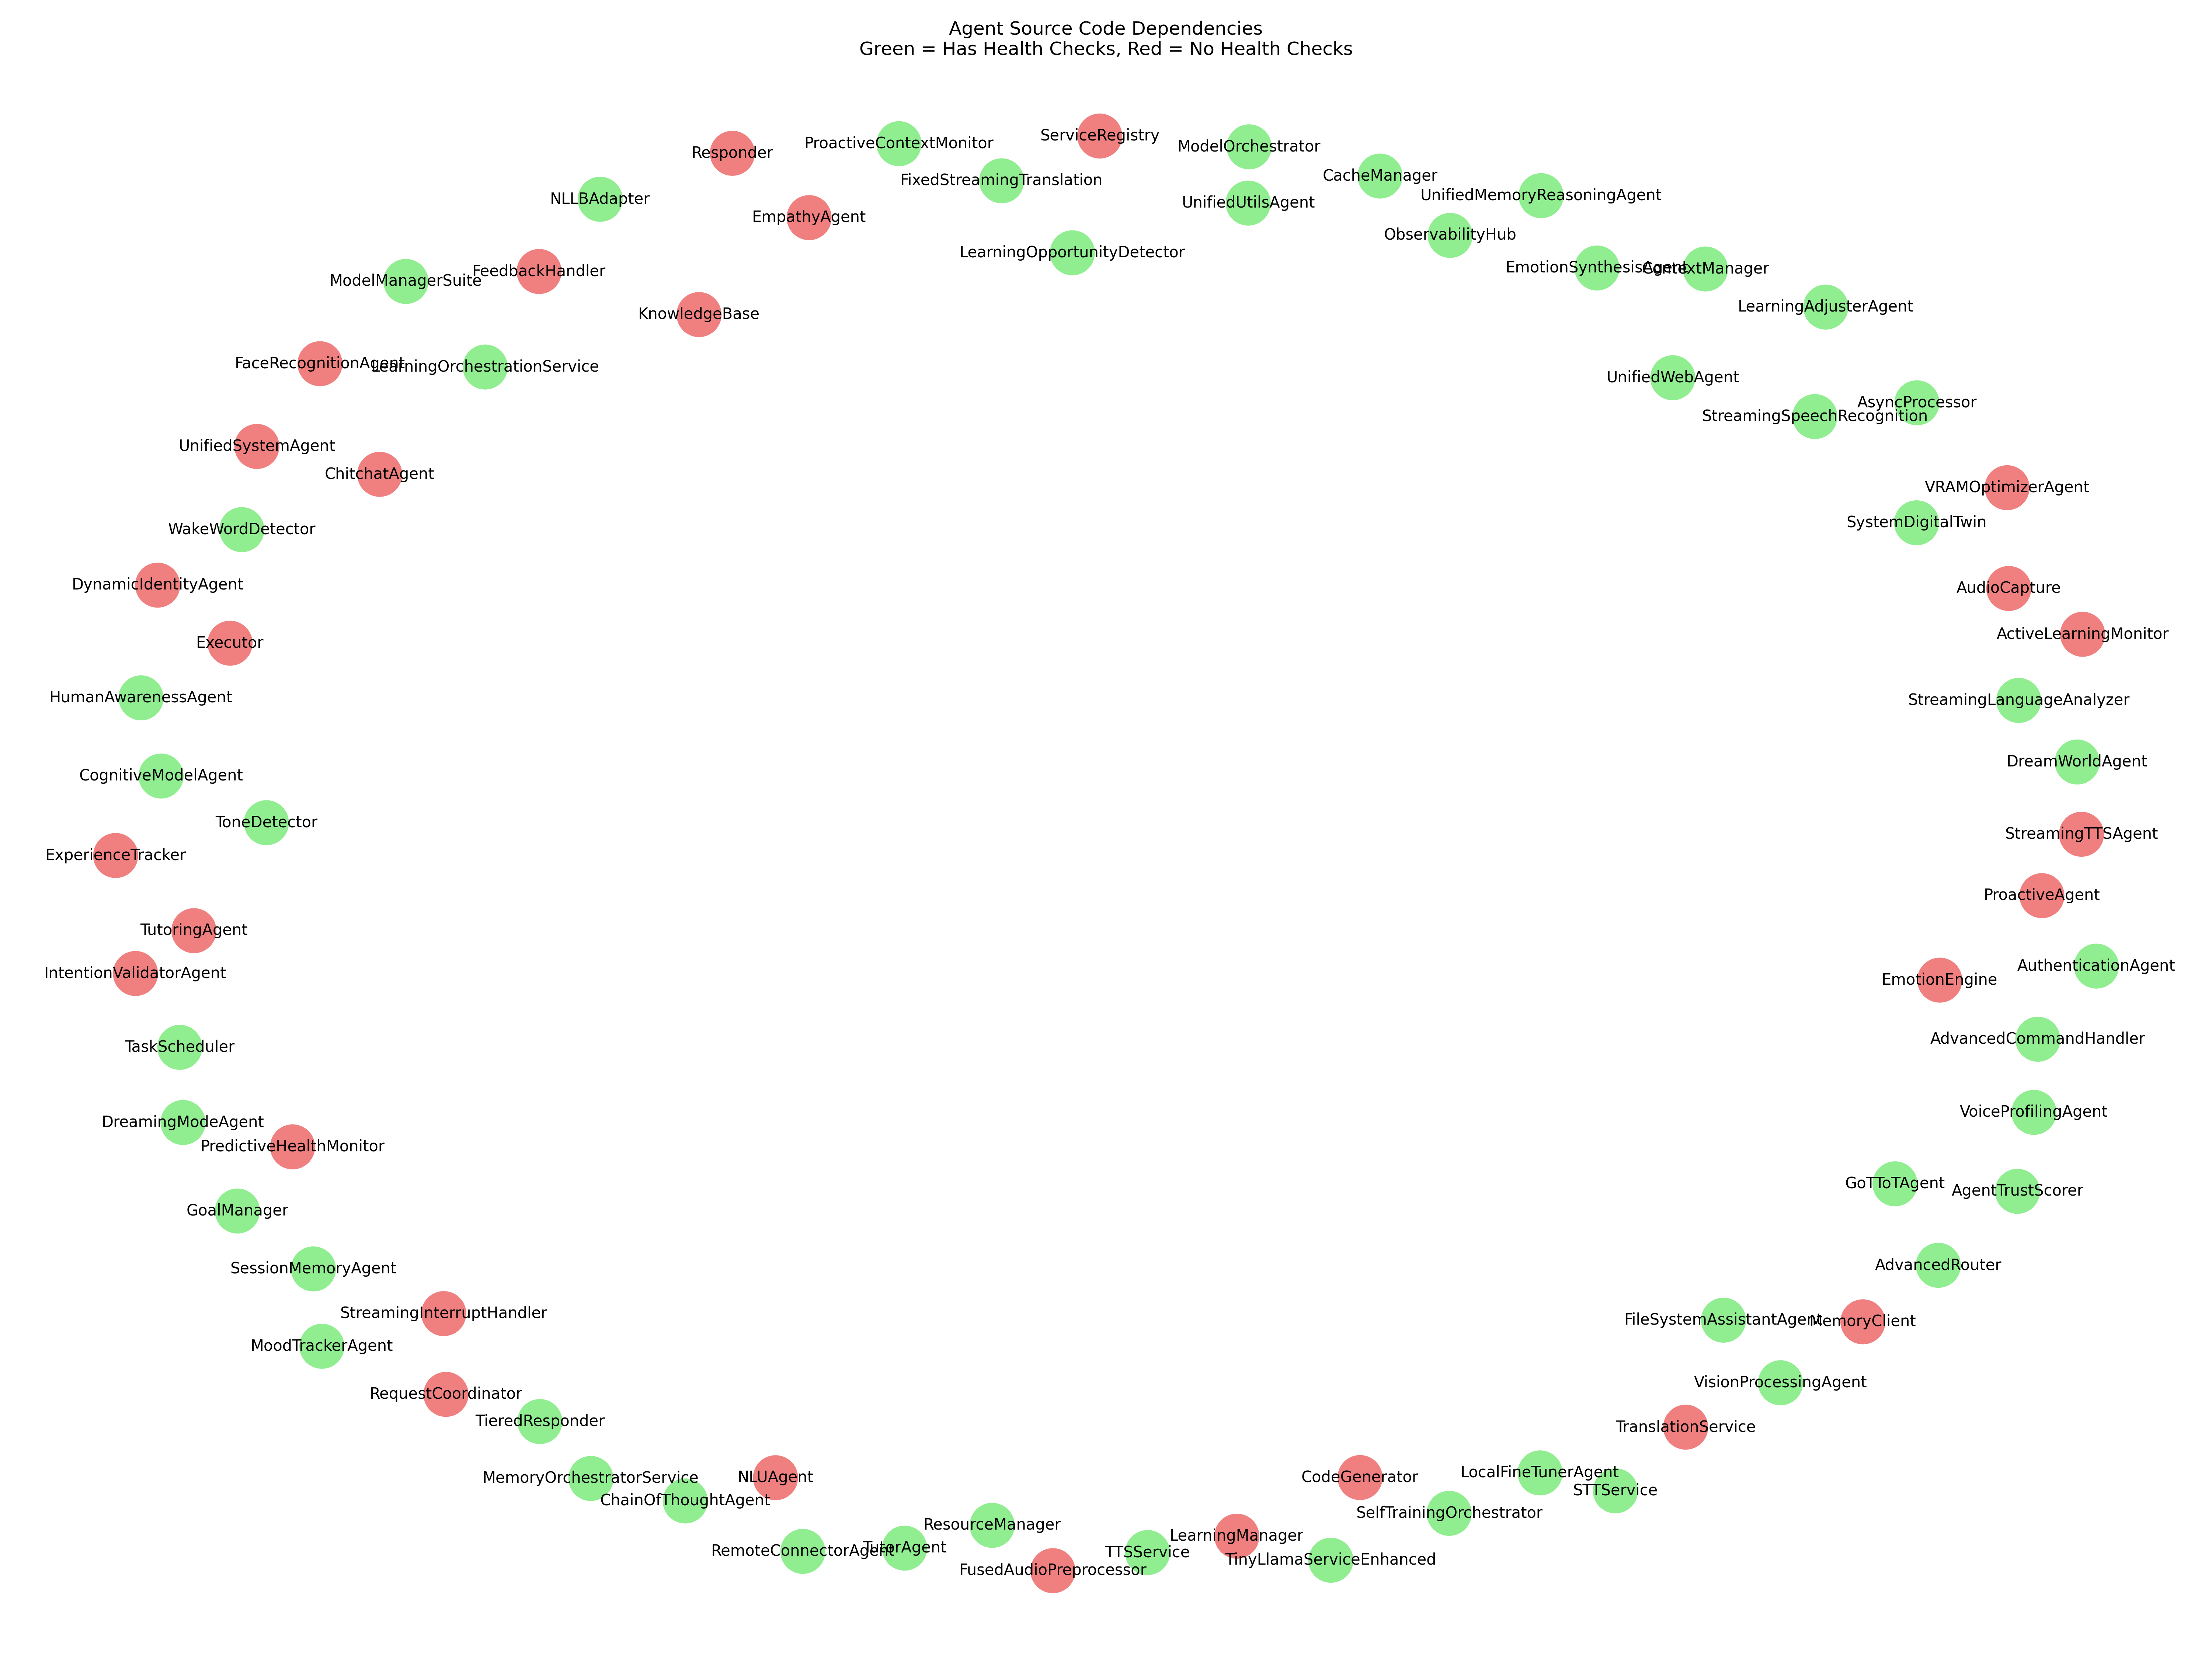 Agent Source Code Dependencies
Green = Has Health Checks, Red = No Health Checks
ServiceRegistry
ProactiveContextMonitor
ModelOrchestrator
Responder
CacheManager
FixedStreamingTranslation
UnifiedMemoryReasoningAgent
NLLBAdapter
UnifiedUtilsAgent
EmpathyAgent
ObservabilityHub
LearningOpportunityDetector
EmotionSynthesisAgent
ContextManager
FeedbackHandler
ModelManagerSuite
LearningAdjusterAgent
KnowledgeBase
FaceRecognitionAgent
LearningOrchestrationService
UnifiedWebAgent
AsyncProcessor
StreamingSpeechRecognition
UnifiedSystemAgent
ChitchatAgent
VRAMOptimizerAgent
SystemDigitalTwin
WakeWordDetector
DynamicIdentityAgent
AudioCapture
ActiveLearningMonitor
Executor
HumanAwarenessAgent
StreamingLanguageAnalyzer
DreamWorldAgent
CognitiveModelAgent
ToneDetector
StreamingTTSAgent
ExperienceTracker
ProactiveAgent
TutoringAgent
AuthenticationAgent
IntentionValidatorAgent
EmotionEngine
AdvancedCommandHandler
TaskScheduler
VoiceProfilingAgent
DreamingModeAgent
PredictiveHealthMonitor
GoTToTAgent
AgentTrustScorer
GoalManager
AdvancedRouter
SessionMemoryAgent
StreamingInterruptHandler
FileSystemAssistantAgent
MemoryClient
MoodTrackerAgent
VisionProcessingAgent
RequestCoordinator
TieredResponder
TranslationService
LocalFineTunerAgent
MemoryOrchestratorService
NLUAgent
CodeGenerator
STTService
ChainOfThoughtAgent
SelfTrainingOrchestrator
ResourceManager
LearningManager
RemoteConnectorAgent
TutorAgent
TTSService
TinyLlamaServiceEnhanced
FusedAudioPreprocessor